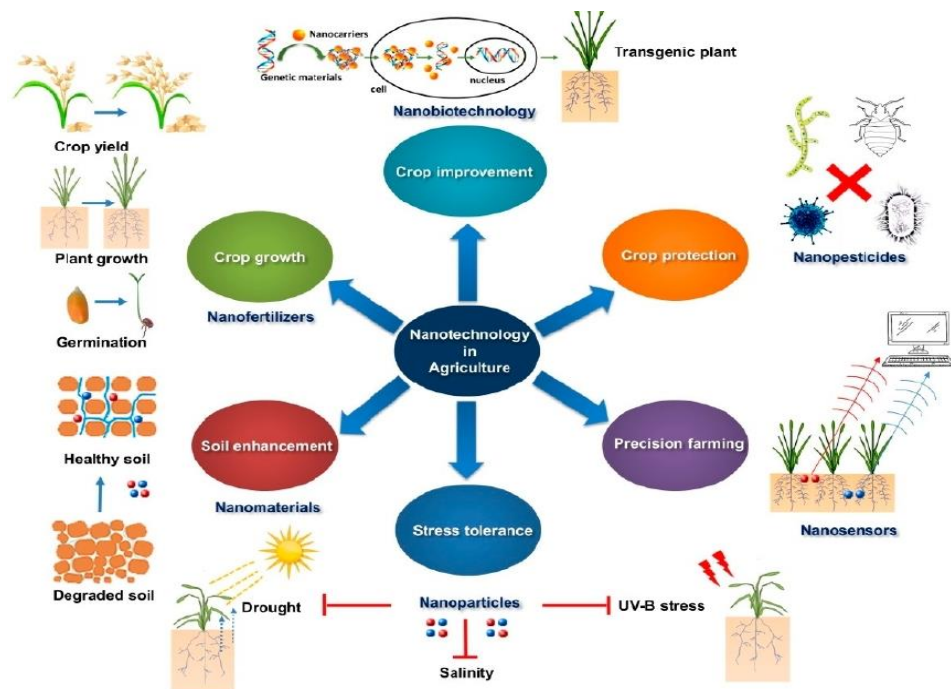 Nanocarriers
Genetic materials
cell
nucleus
Transgenic plant
Nanobiotechnology
Crop yield
Crop improvement
Plant growth
Crop growth
Nanofertilizers
Crop protection
Nanopesticides
Germination
Nanotechnology
in
Agriculture
Healthy soil
Soil enhancement
Nanomaterials
Precision farming
Nanosensors
Stress tolerance
Degraded soil
Drought
Nanoparticles
UV-B stress
Salinity